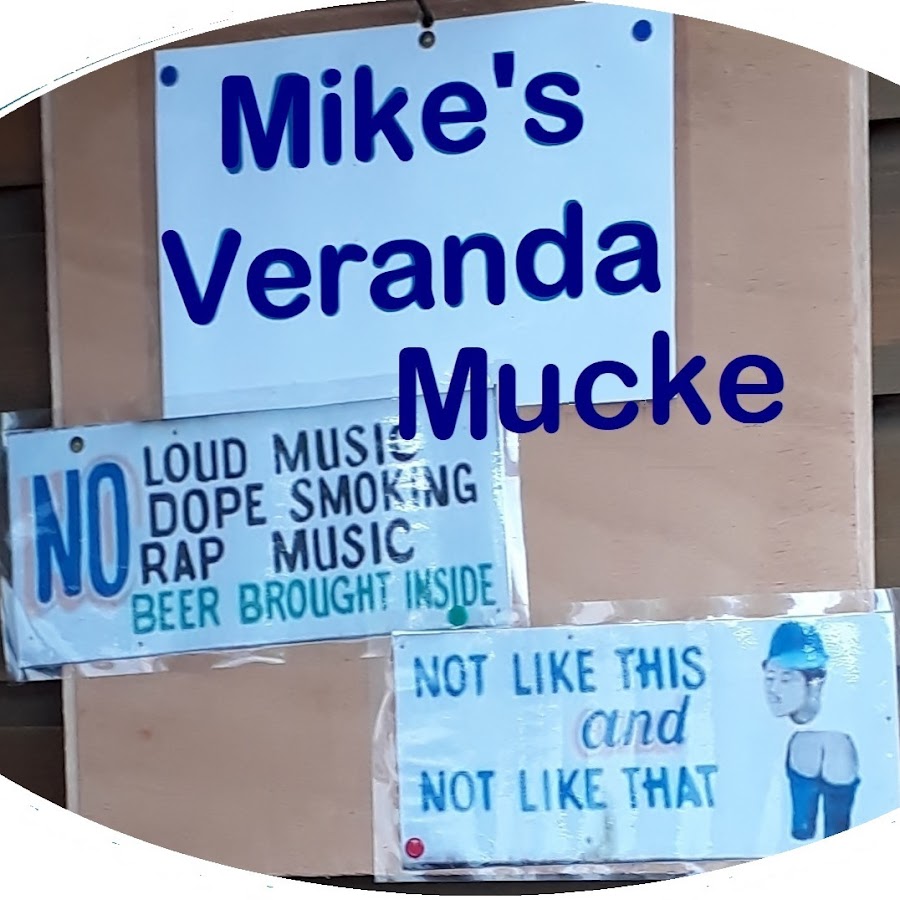 Mike's
Veranda
Mucke
NO
LOUD MUSIC
DOPE SMOKING
RAP MUSIC
BEER BROUGHT INSIDE
NOT LIKE THIS
and
NOT LIKE THAT